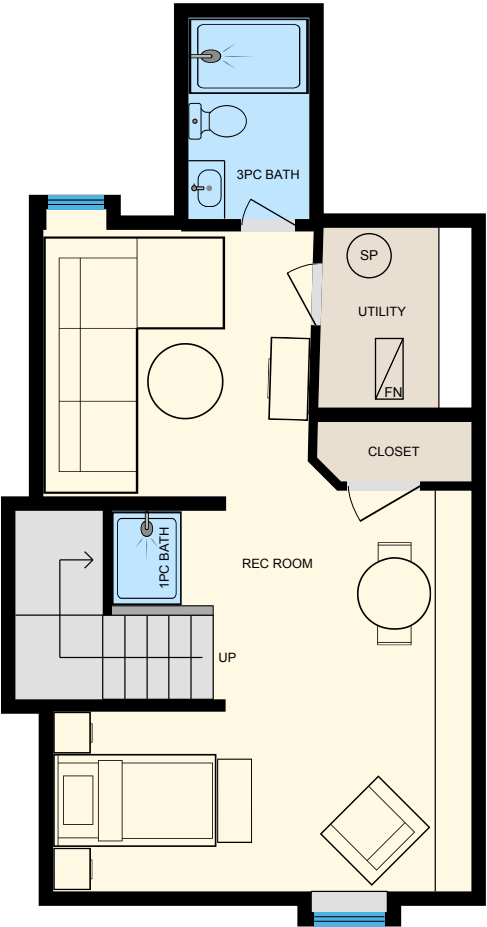 3PC BATH
SP
UTILITY
FN
CLOSET
1PC BATH
REC ROOM
UP